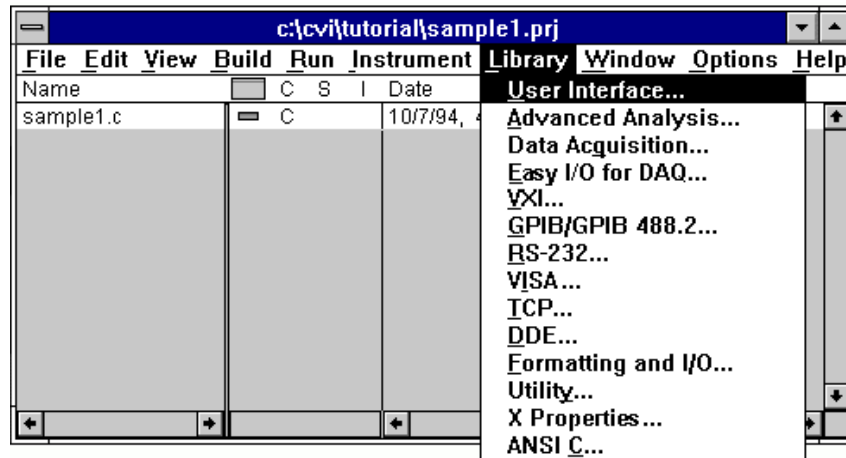 c:\cvi\tutorial\sample1.prj
File Edit View Build Run Instrument Library Window Options Help
Name C S I Date
sample1.c C 10/7/94,
User Interface...
Advanced Analysis...
Data Acquisition...
Easy I/O for DAQ...
VXI...
GPIB/GPIB 488.2...
RS-232...
VISA...
TCP...
DDE...
Formatting and I/O...
Utility...
X Properties...
ANSI C...